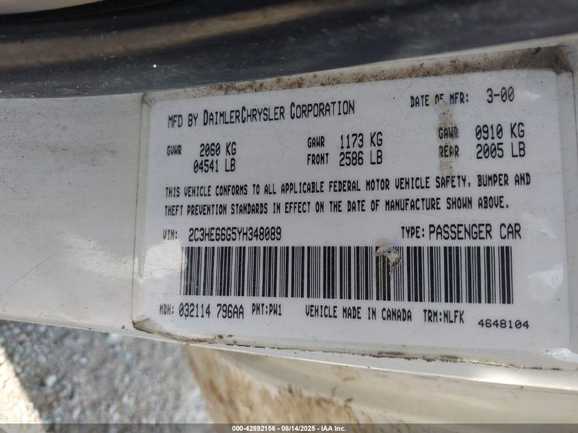 MFD BY DAIMLERCHRYSLER CORPORATION DATE OF MFR: 3-00
GVWR 2060 KG 04541 LB GAWR FRONT 1173 KG 2586 LB GAWR REAR 0910 KG 2005 LB
THIS VEHICLE CONFORMS TO ALL APPLICABLE FEDERAL MOTOR VEHICLE SAFETY, BUMPER AND
THEFT PREVENTION STANDARDS IN EFFECT ON THE DATE OF MANUFACTURE SHOWN ABOVE.
VIN: 2C3HE66G5YH348089 TYPE: PASSENGER CAR
MDH: 032114 796AA PNT: PW1 VEHICLE MADE IN CANADA TRM: NLFK
4648104
000-42892156 - 08/14/2025 - IAA Inc.